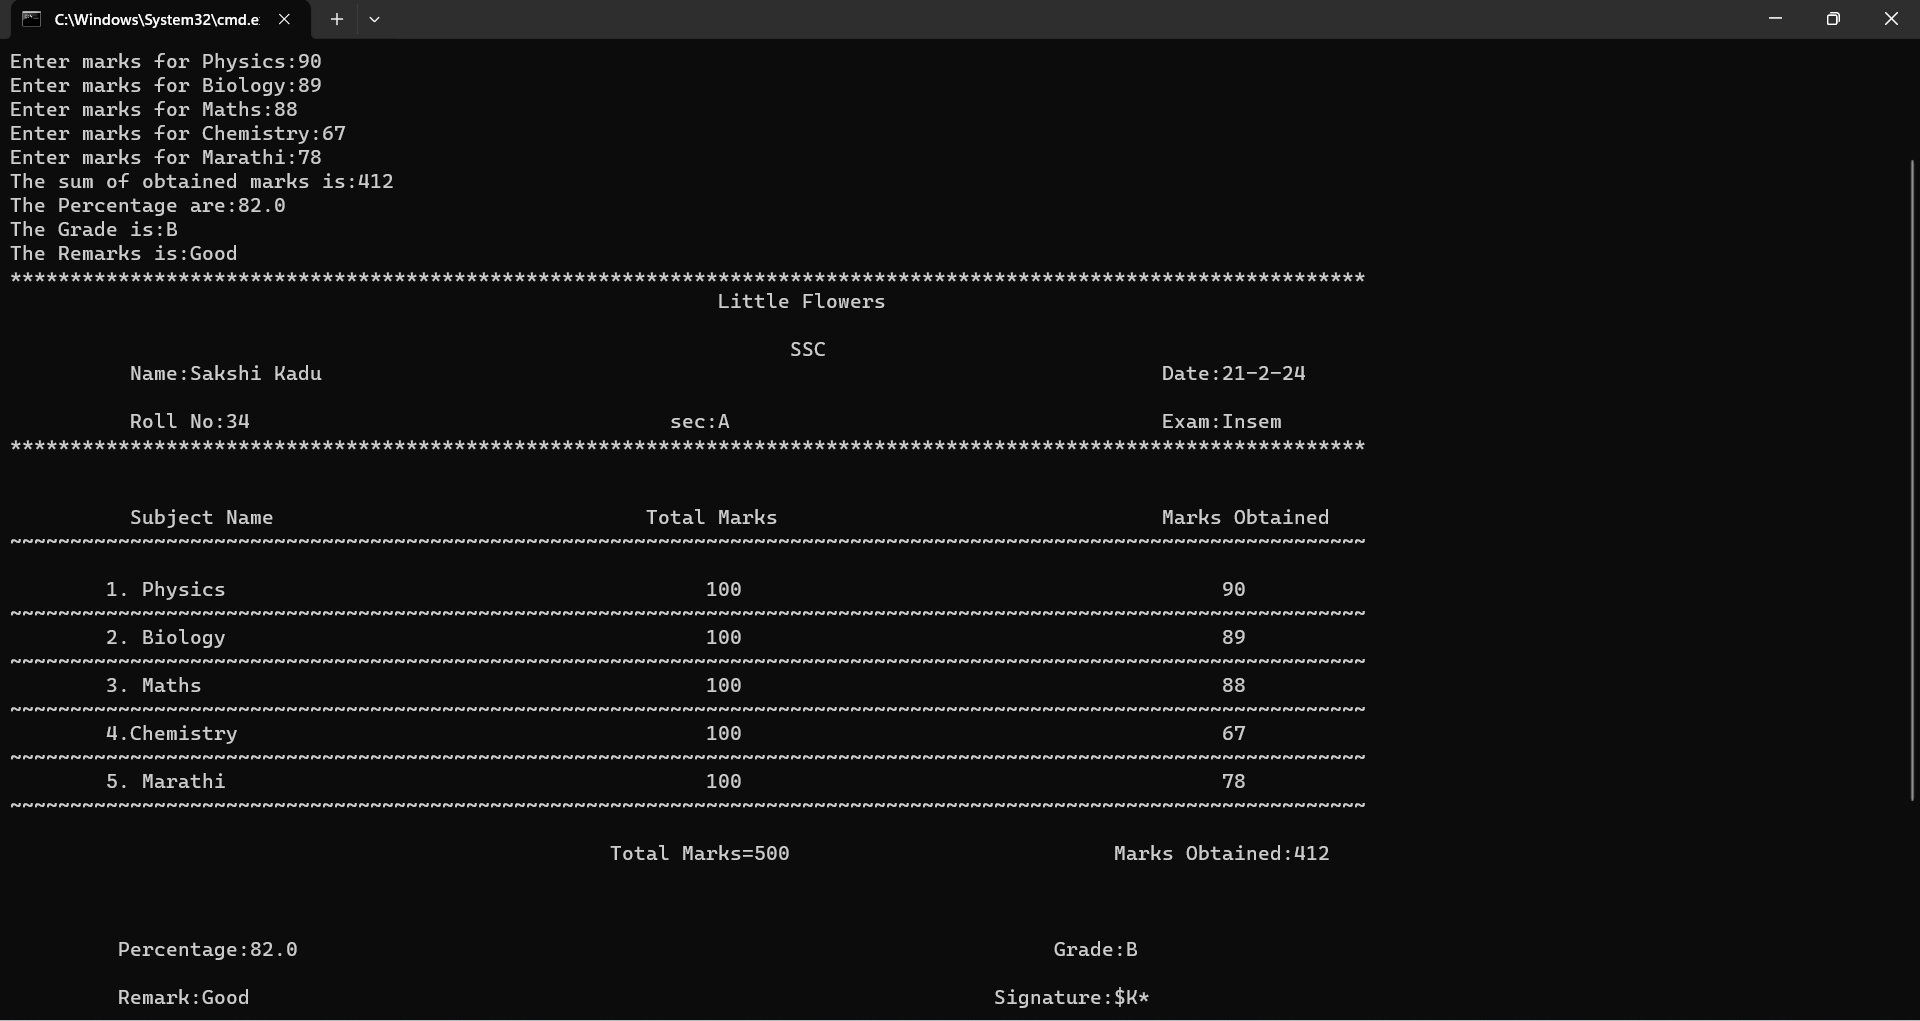 C:\Windows\System32\cmd.e
Enter marks for Physics:90
Enter marks for Biology:89
Enter marks for Maths:88
Enter marks for Chemistry:67
Enter marks for Marathi:78
The sum of obtained marks is:412
The Percentage are:82.0
The Grade is:B
The Remarks is:Good
*****************************************************************************************************************
Little Flowers
SSC
Name:Sakshi Kadu Date:21-2-24
Roll No:34 sec:A Exam:Insem
*****************************************************************************************************************
Subject Name Total Marks Marks Obtained
~~~~~~~~~~~~~~~~~~~~~~~~~~~~~~~~~~~~~~~~~~~~~~~~~~~~~~~~~~~~~~~~~~~~~~~~~~~~~~~~~~~~~~~~~~~~~~~~~~~~~~~~~~~~~~~~~
1. Physics 100 90
~~~~~~~~~~~~~~~~~~~~~~~~~~~~~~~~~~~~~~~~~~~~~~~~~~~~~~~~~~~~~~~~~~~~~~~~~~~~~~~~~~~~~~~~~~~~~~~~~~~~~~~~~~~~~~~~~
2. Biology 100 89
~~~~~~~~~~~~~~~~~~~~~~~~~~~~~~~~~~~~~~~~~~~~~~~~~~~~~~~~~~~~~~~~~~~~~~~~~~~~~~~~~~~~~~~~~~~~~~~~~~~~~~~~~~~~~~~~~
3. Maths 100 88
~~~~~~~~~~~~~~~~~~~~~~~~~~~~~~~~~~~~~~~~~~~~~~~~~~~~~~~~~~~~~~~~~~~~~~~~~~~~~~~~~~~~~~~~~~~~~~~~~~~~~~~~~~~~~~~~~
4.Chemistry 100 67
~~~~~~~~~~~~~~~~~~~~~~~~~~~~~~~~~~~~~~~~~~~~~~~~~~~~~~~~~~~~~~~~~~~~~~~~~~~~~~~~~~~~~~~~~~~~~~~~~~~~~~~~~~~~~~~~~
5. Marathi 100 78
~~~~~~~~~~~~~~~~~~~~~~~~~~~~~~~~~~~~~~~~~~~~~~~~~~~~~~~~~~~~~~~~~~~~~~~~~~~~~~~~~~~~~~~~~~~~~~~~~~~~~~~~~~~~~~~~~
Total Marks=500 Marks Obtained:412
Percentage:82.0 Grade:B
Remark:Good Signature:$K*